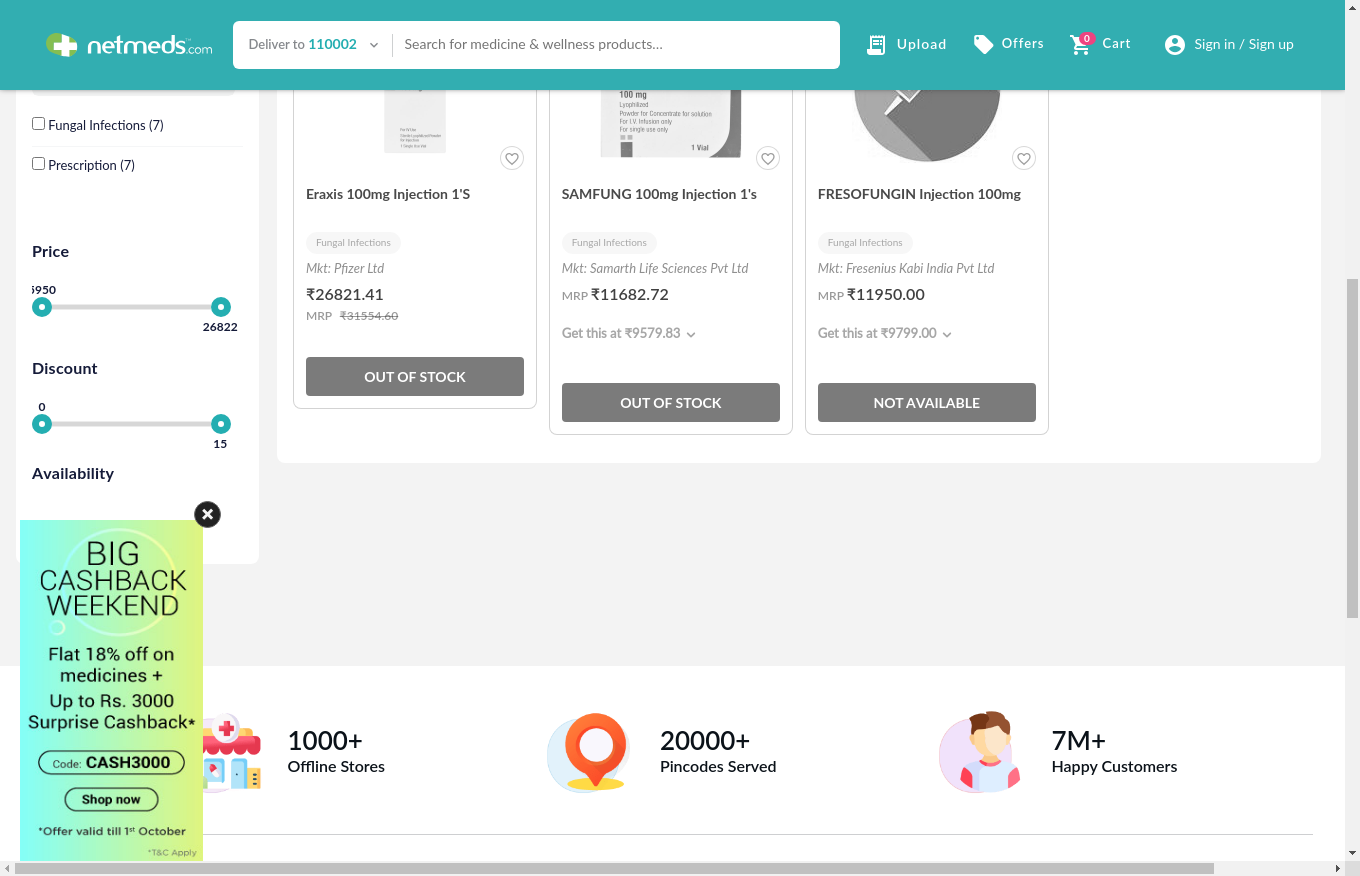 netmeds.com
Deliver to 110002
Search for medicine & wellness products...
Upload
Offers
0
Cart
Sign in / Sign up
Fungal Infections (7)
Prescription (7)
Price
26822
Discount
0
15
Availability
100 mg
Lyophilized
Powder for Concentrate for solution
For I.V. Infusion only
For single use only
1 Vial
Eraxis 100mg Injection 1'S
Fungal Infections
Mkt: Pfizer Ltd
₹26821.41
MRP ₹31554.60
OUT OF STOCK
SAMFUNG 100mg Injection 1's
Fungal Infections
Mkt: Samarth Life Sciences Pvt Ltd
MRP ₹11682.72
Get this at ₹9579.83
OUT OF STOCK
FRESOFUNGIN Injection 100mg
Fungal Infections
Mkt: Fresenius Kabi India Pvt Ltd
MRP ₹11950.00
Get this at ₹9799.00
NOT AVAILABLE
BIG
CASHBACK
WEEKEND
Flat 18% off on
medicines +
Up to Rs. 3000
Surprise Cashback*
Code: CASH3000
Shop now
*Offer valid till 1st October
*T&C Apply
1000+
Offline Stores
20000+
Pincodes Served
7M+
Happy Customers